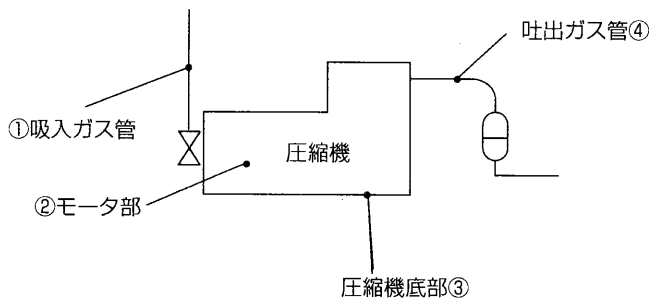 吐出ガス管④
①吸入ガス管
圧縮機
②モータ部
圧縮機底部③